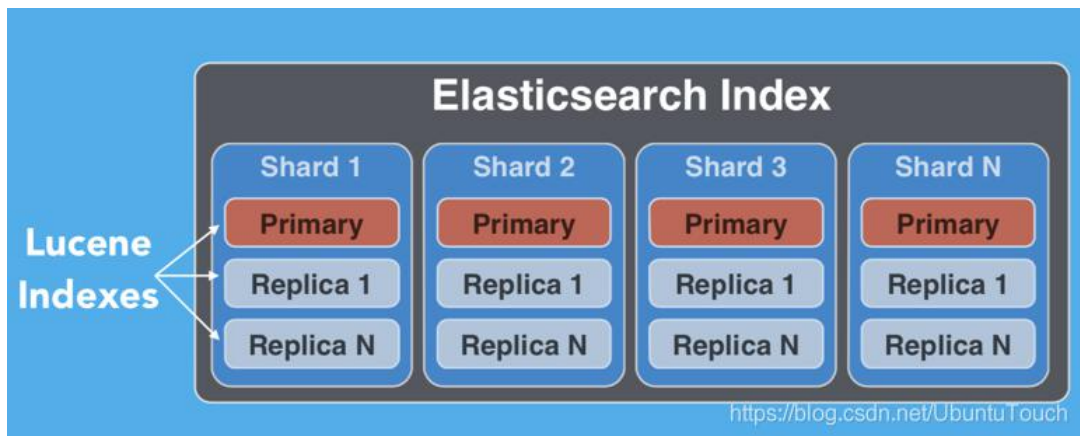 Elasticsearch Index
Shard 1
Shard 2
Shard 3
Shard N
Primary
Primary
Primary
Primary
Lucene
Indexes
Replica 1
Replica 1
Replica 1
Replica 1
Replica N
Replica N
Replica N
Replica N
https://blog.csdn.net/UbuntuTouch